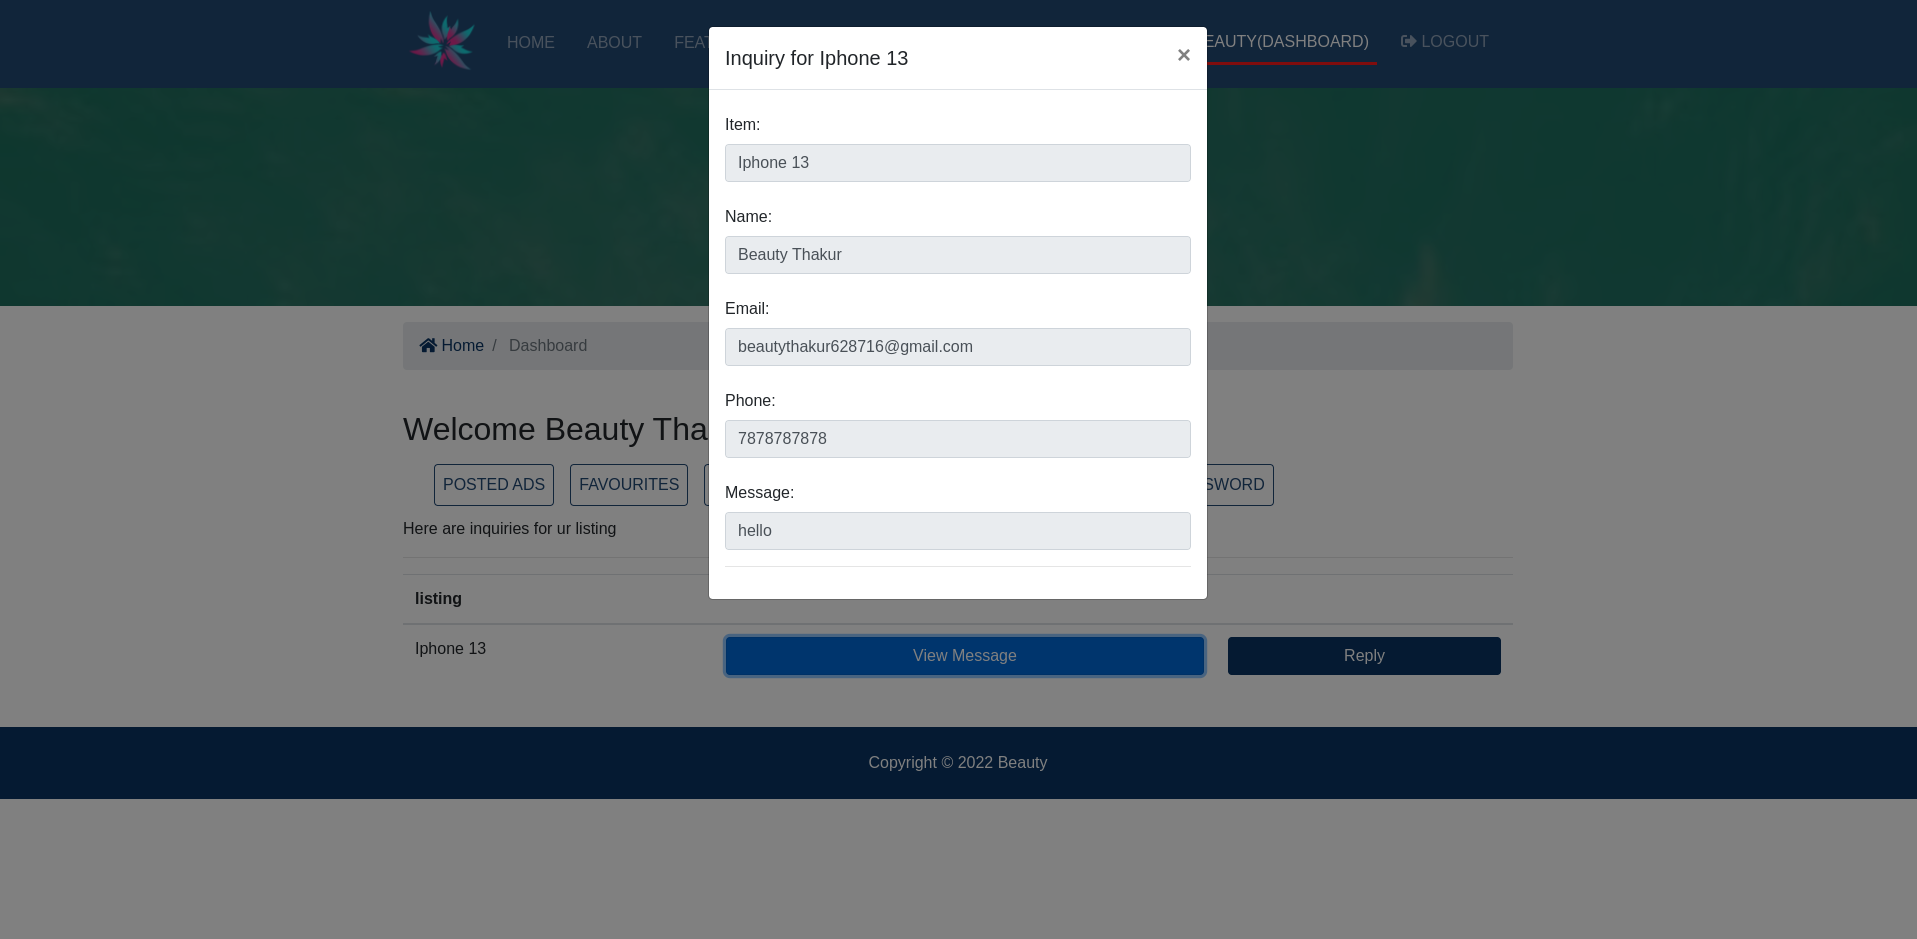 HOME ABOUT FEAT EAUTY(DASHBOARD) LOGOUT
Inquiry for Iphone 13 ×
Item:
Iphone 13
Name:
Beauty Thakur
Email:
beautythakur628716@gmail.com
Phone:
7878787878
Message:
hello
Home / Dashboard
Welcome Beauty Tha
POSTED ADS FAVOURITES SWORD
Here are inquiries for ur listing
listing
Iphone 13 View Message Reply
Copyright © 2022 Beauty